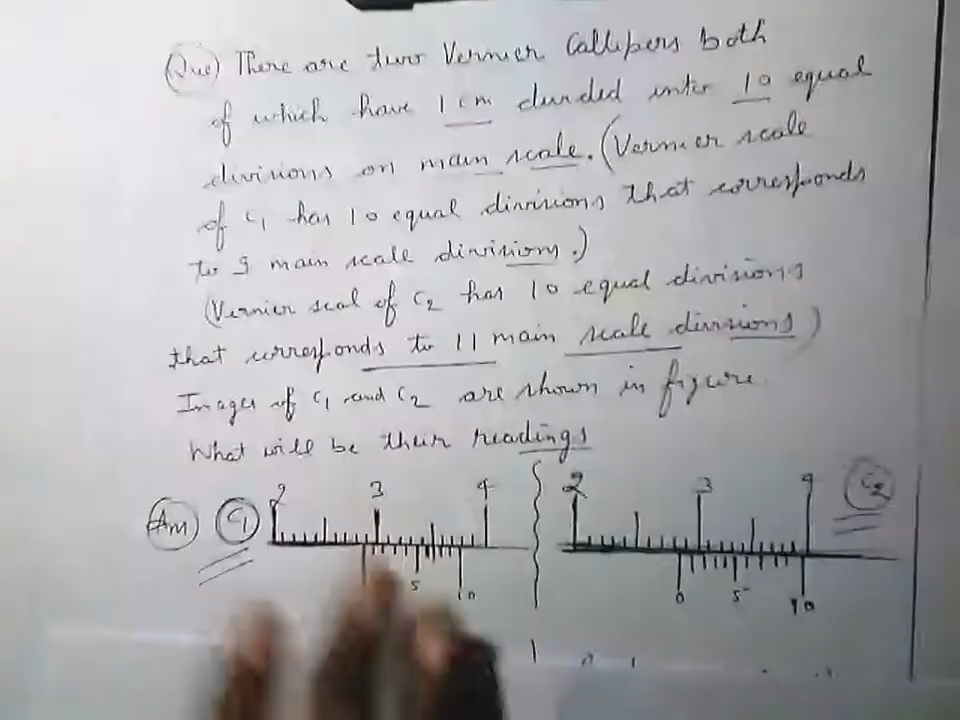 (Que) There are two Vernier Callipers both
of which have 1 cm divided into 10 equal
divisions on main scale. (Vernier scale
of C1 has 10 equal divisions that corresponds
to 9 main scale divisions.)
(Vernier scal of C2 has 10 equal divisions
that corresponds to 11 main scale divisions)
Images of C1 and C2 are shown in figure.
What will be their readings
Ans C1 2 3 4 2 3 4 C2
5 10 0 5 10